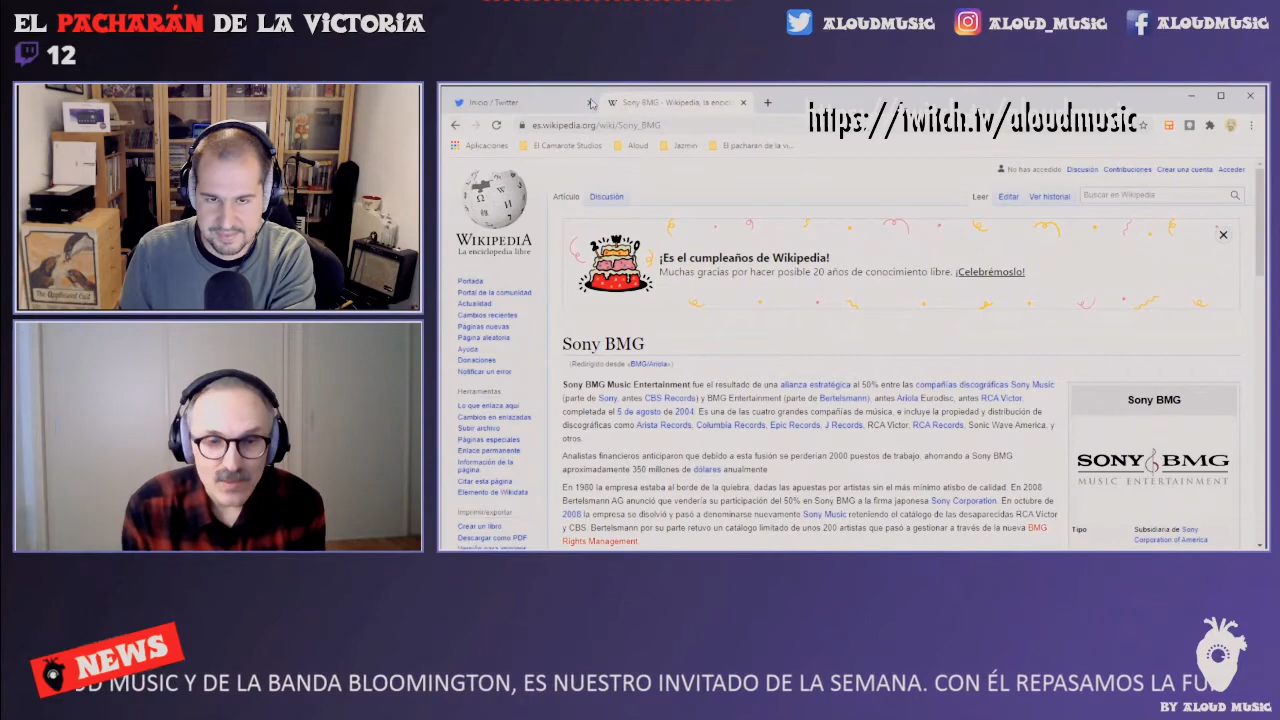 EL PACHARÁN DE LA VICTORIA
ALOUDMUSIC
ALOUD_MUSIC
ALOUDMUSIC
12
Inicio / Twitter
Sony BMG - Wikipedia, la encic
https://twitch.tv/aloudmusic
es.wikipedia.org/wiki/Sony_BMG
Aplicaciones
El Camarote Studios
Aloud
Jazmin
El pacharan de la vi...
No has accedido
Discusión
Contribuciones
Crear una cuenta
Acceder
Artículo
Discusión
Leer
Editar
Ver historial
Buscar en Wikipedia
WIKIPEDIA
La enciclopedia libre
¡Es el cumpleaños de Wikipedia!
Muchas gracias por hacer posible 20 años de conocimiento libre. ¡Celebrémoslo!
Portada
Portal de la comunidad
Actualidad
Cambios recientes
Páginas nuevas
Página aleatoria
Ayuda
Donaciones
Notificar un error
Herramientas
Lo que enlaza aquí
Cambios en enlazadas
Subir archivo
Páginas especiales
Enlace permanente
Información de la
página
Citar esta página
Elemento de Wikidata
Imprimir/exportar
Crear un libro
Descargar como PDF
Sony BMG
(Redirigido desde «BMG/Ariola»)
Sony BMG Music Entertainment fue el resultado de una alianza estratégica al 50% entre las compañías discográficas Sony Music
(parte de Sony, antes CBS Records) y BMG Entertainment (parte de Bertelsmann), antes Ariola Eurodisc, antes RCA Victor,
completada el 5 de agosto de 2004. Es una de las cuatro grandes compañías de música, e incluye la propiedad y distribución de
discográficas como Arista Records, Columbia Records, Epic Records, J Records, RCA Victor, RCA Records, Sonic Wave America, y
otros.
Analistas financieros anticiparon que debido a esta fusión se perderían 2000 puestos de trabajo, ahorrando a Sony BMG
aproximadamente 350 millones de dólares anualmente
En 1980 la empresa estaba al borde de la quiebra, dadas las apuestas por artistas sin el más mínimo atisbo de calidad. En 2008
Bertelsmann AG anunció que vendería su participación del 50% en Sony BMG a la firma japonesa Sony Corporation. En octubre de
2008 la empresa se disolvió y pasó a denominarse nuevamente Sony Music reteniendo el catálogo de las desaparecidas RCA Victor
y CBS. Bertelsmann por su parte retuvo un catálogo limitado de unos 200 artistas que pasó a gestionar a través de la nueva BMG
Rights Management.
Sony BMG
SONY BMG
MUSIC ENTERTAINMENT
Tipo
Subsidiaria de Sony
Corporation of America
NEWS
UD MUSIC Y DE LA BANDA BLOOMINGTON, ES NUESTRO INVITADO DE LA SEMANA. CON ÉL REPASAMOS LA FU
BY ALOUD MUSIC